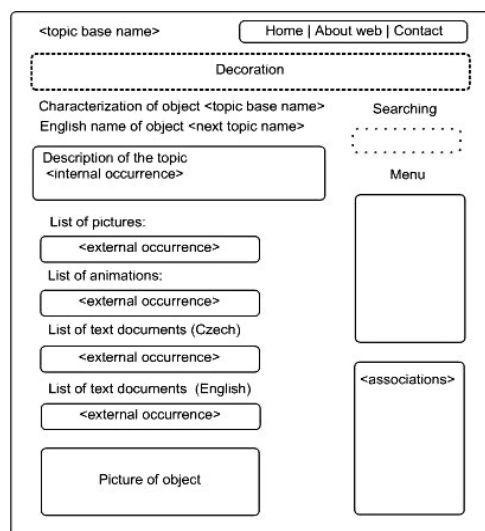 <topic base name>
Home | About web | Contact
Decoration
Characterization of object <topic base name>
English name of object <next topic name>
Searching
Description of the topic
<internal occurrence>
Menu
List of pictures:
<external occurrence>
List of animations:
<external occurrence>
List of text documents (Czech)
<external occurrence>
List of text documents (English)
<external occurrence>
<associations>
Picture of object